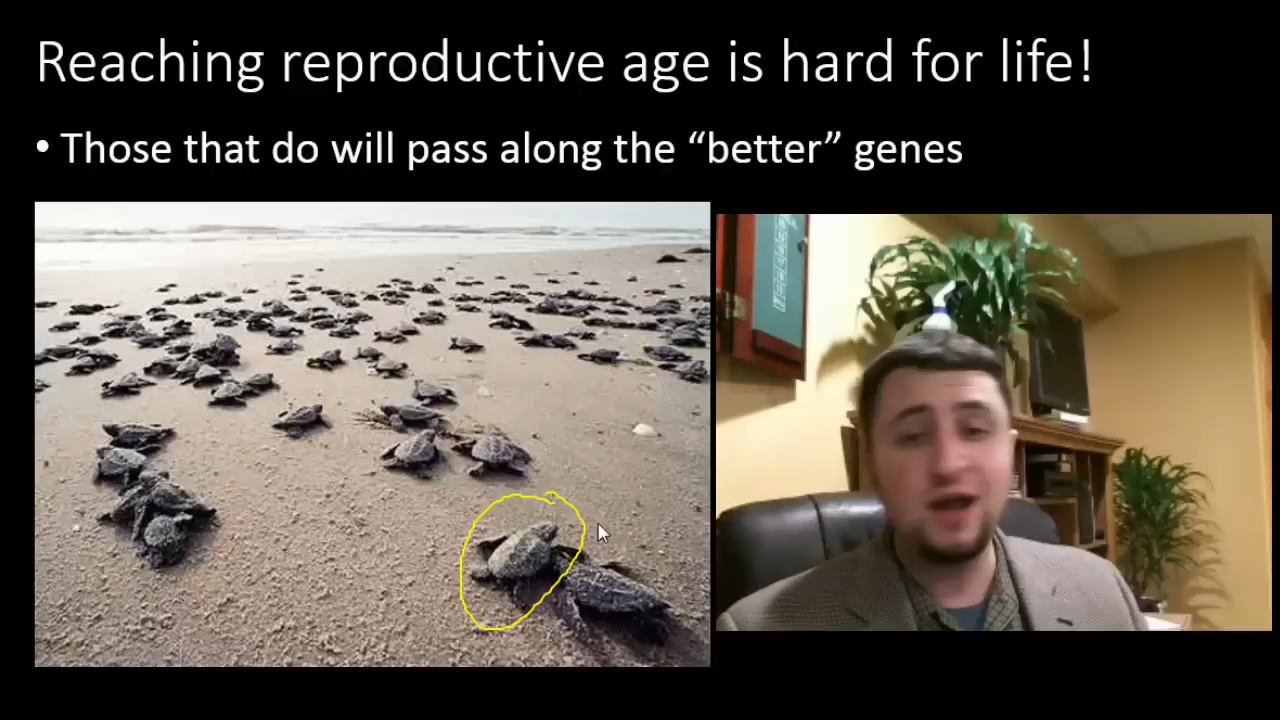 Reaching reproductive age is hard for life!
• Those that do will pass along the “better” genes